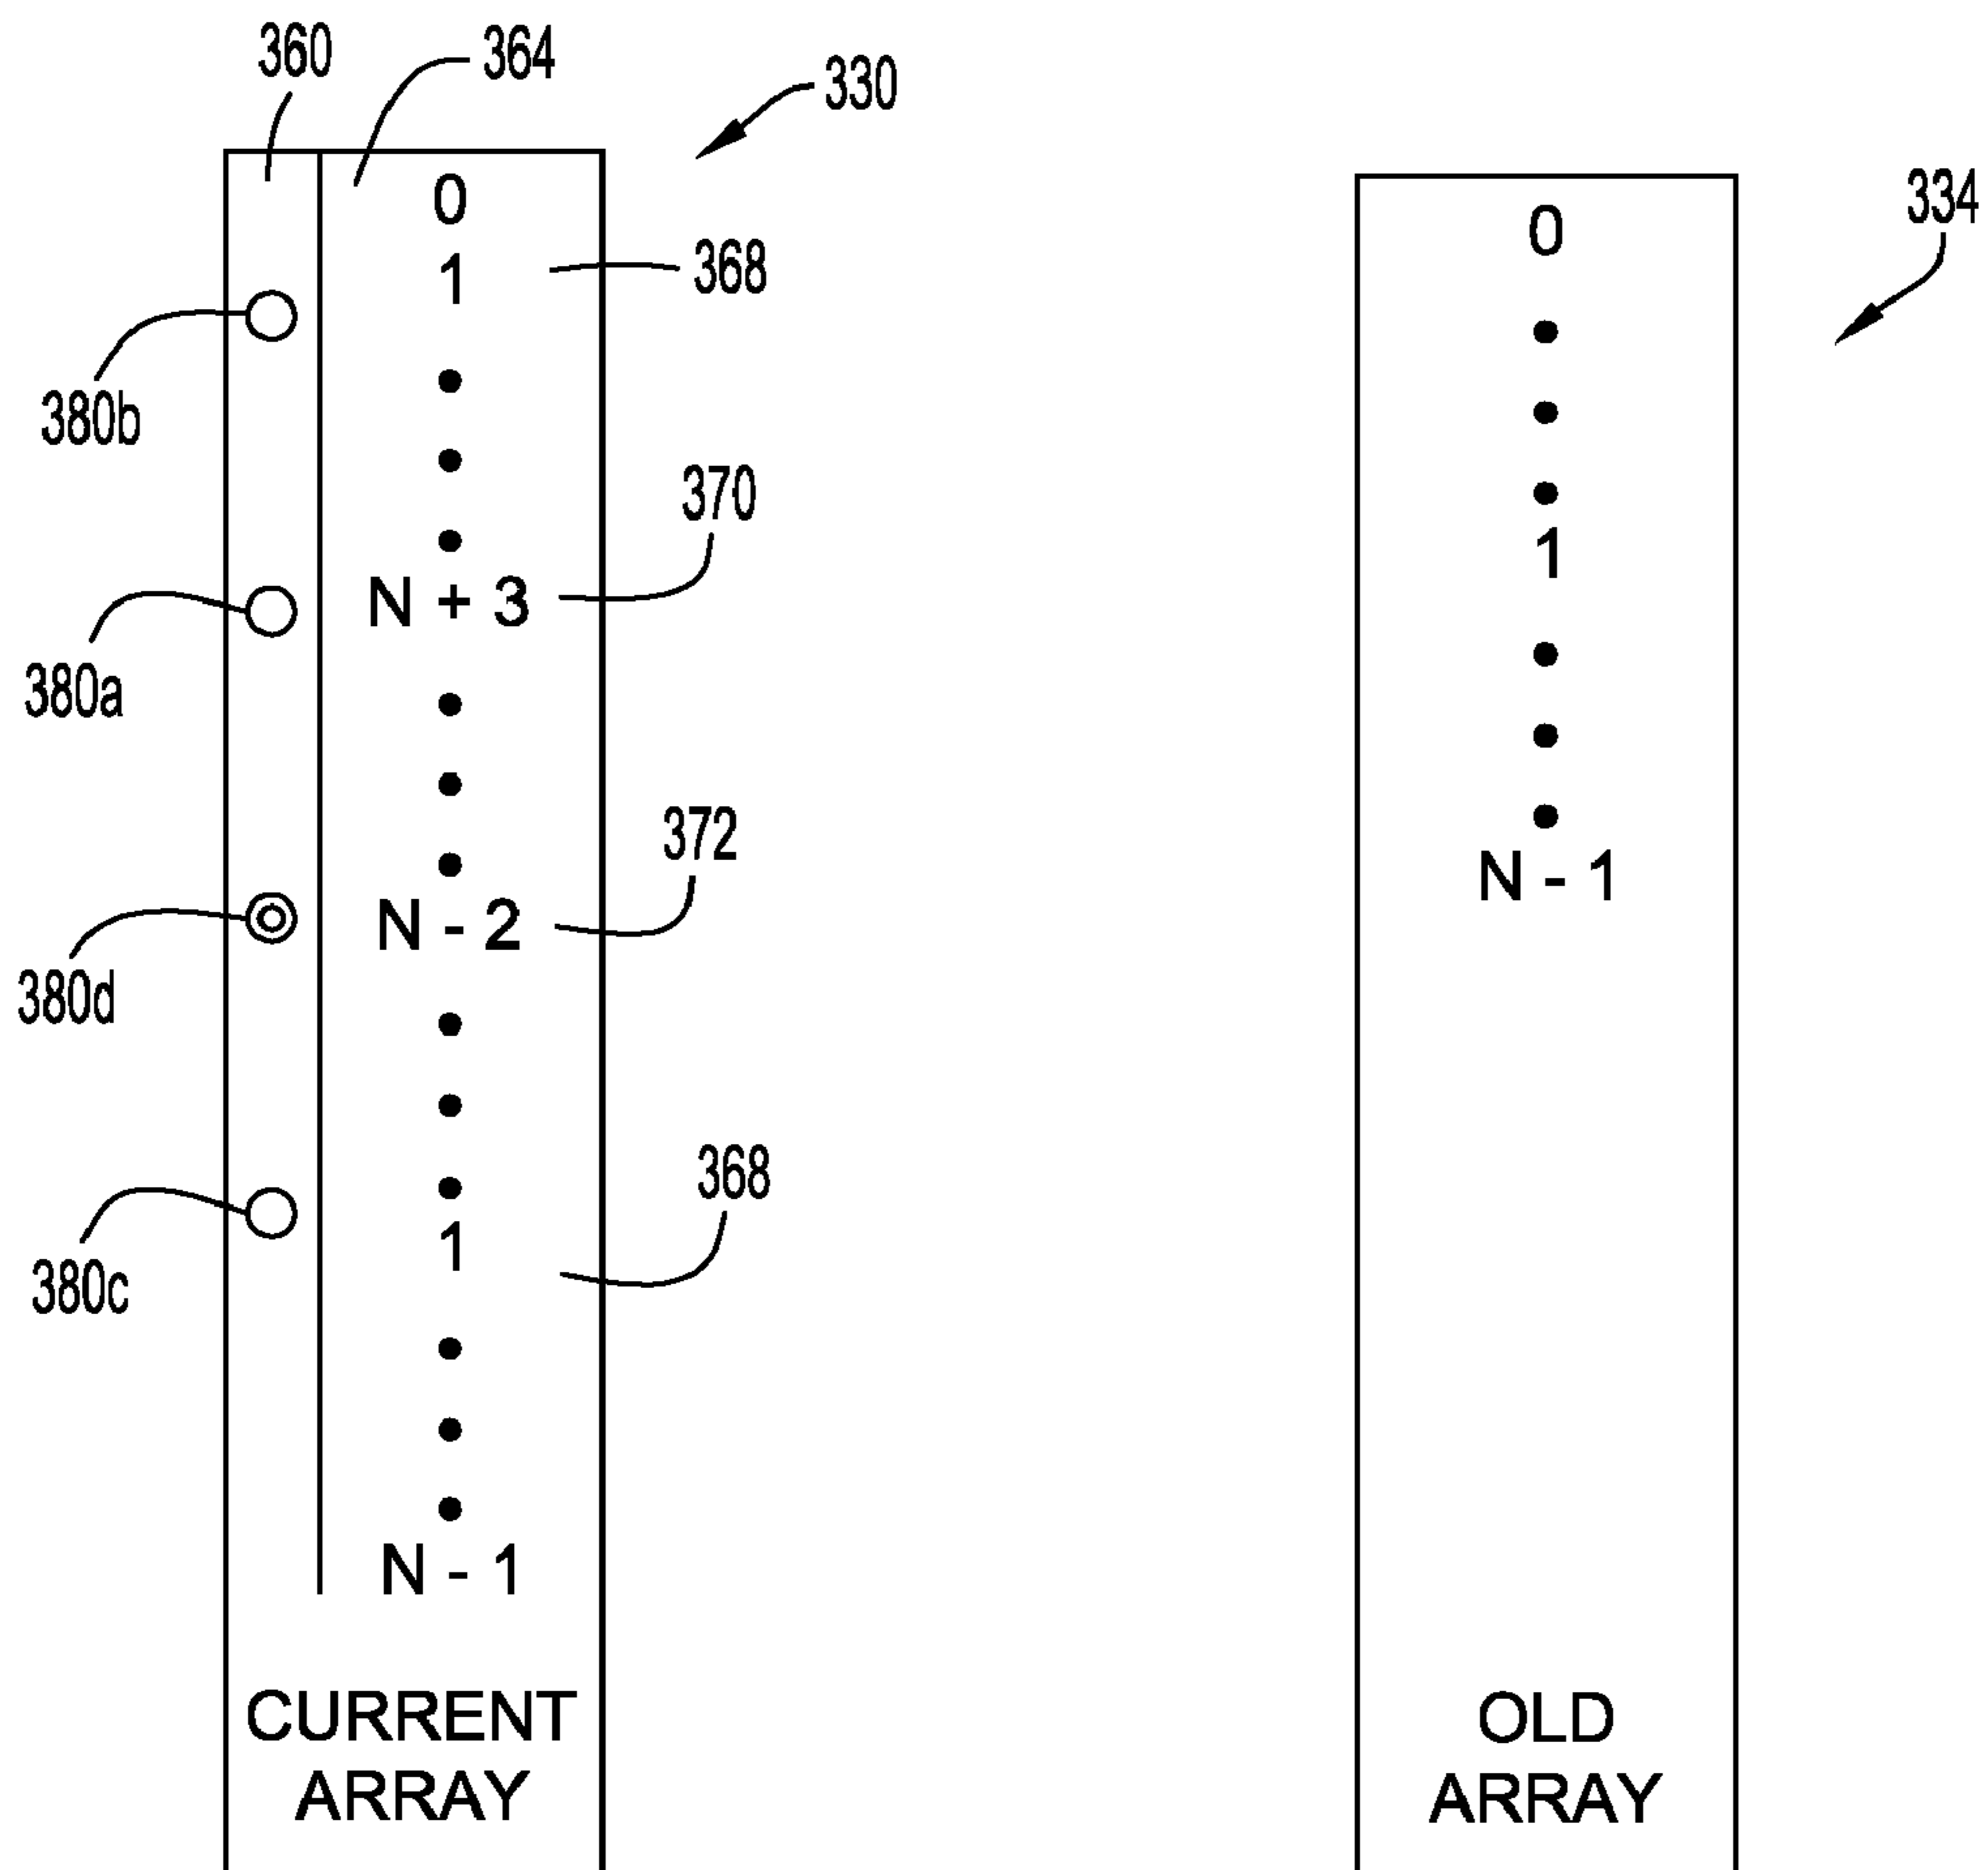 360
364
330
334
0
0
1
368
380b
370
1
N + 3
380a
372
N - 1
N - 2
380d
368
1
380c
N - 1
CURRENT
ARRAY
OLD
ARRAY